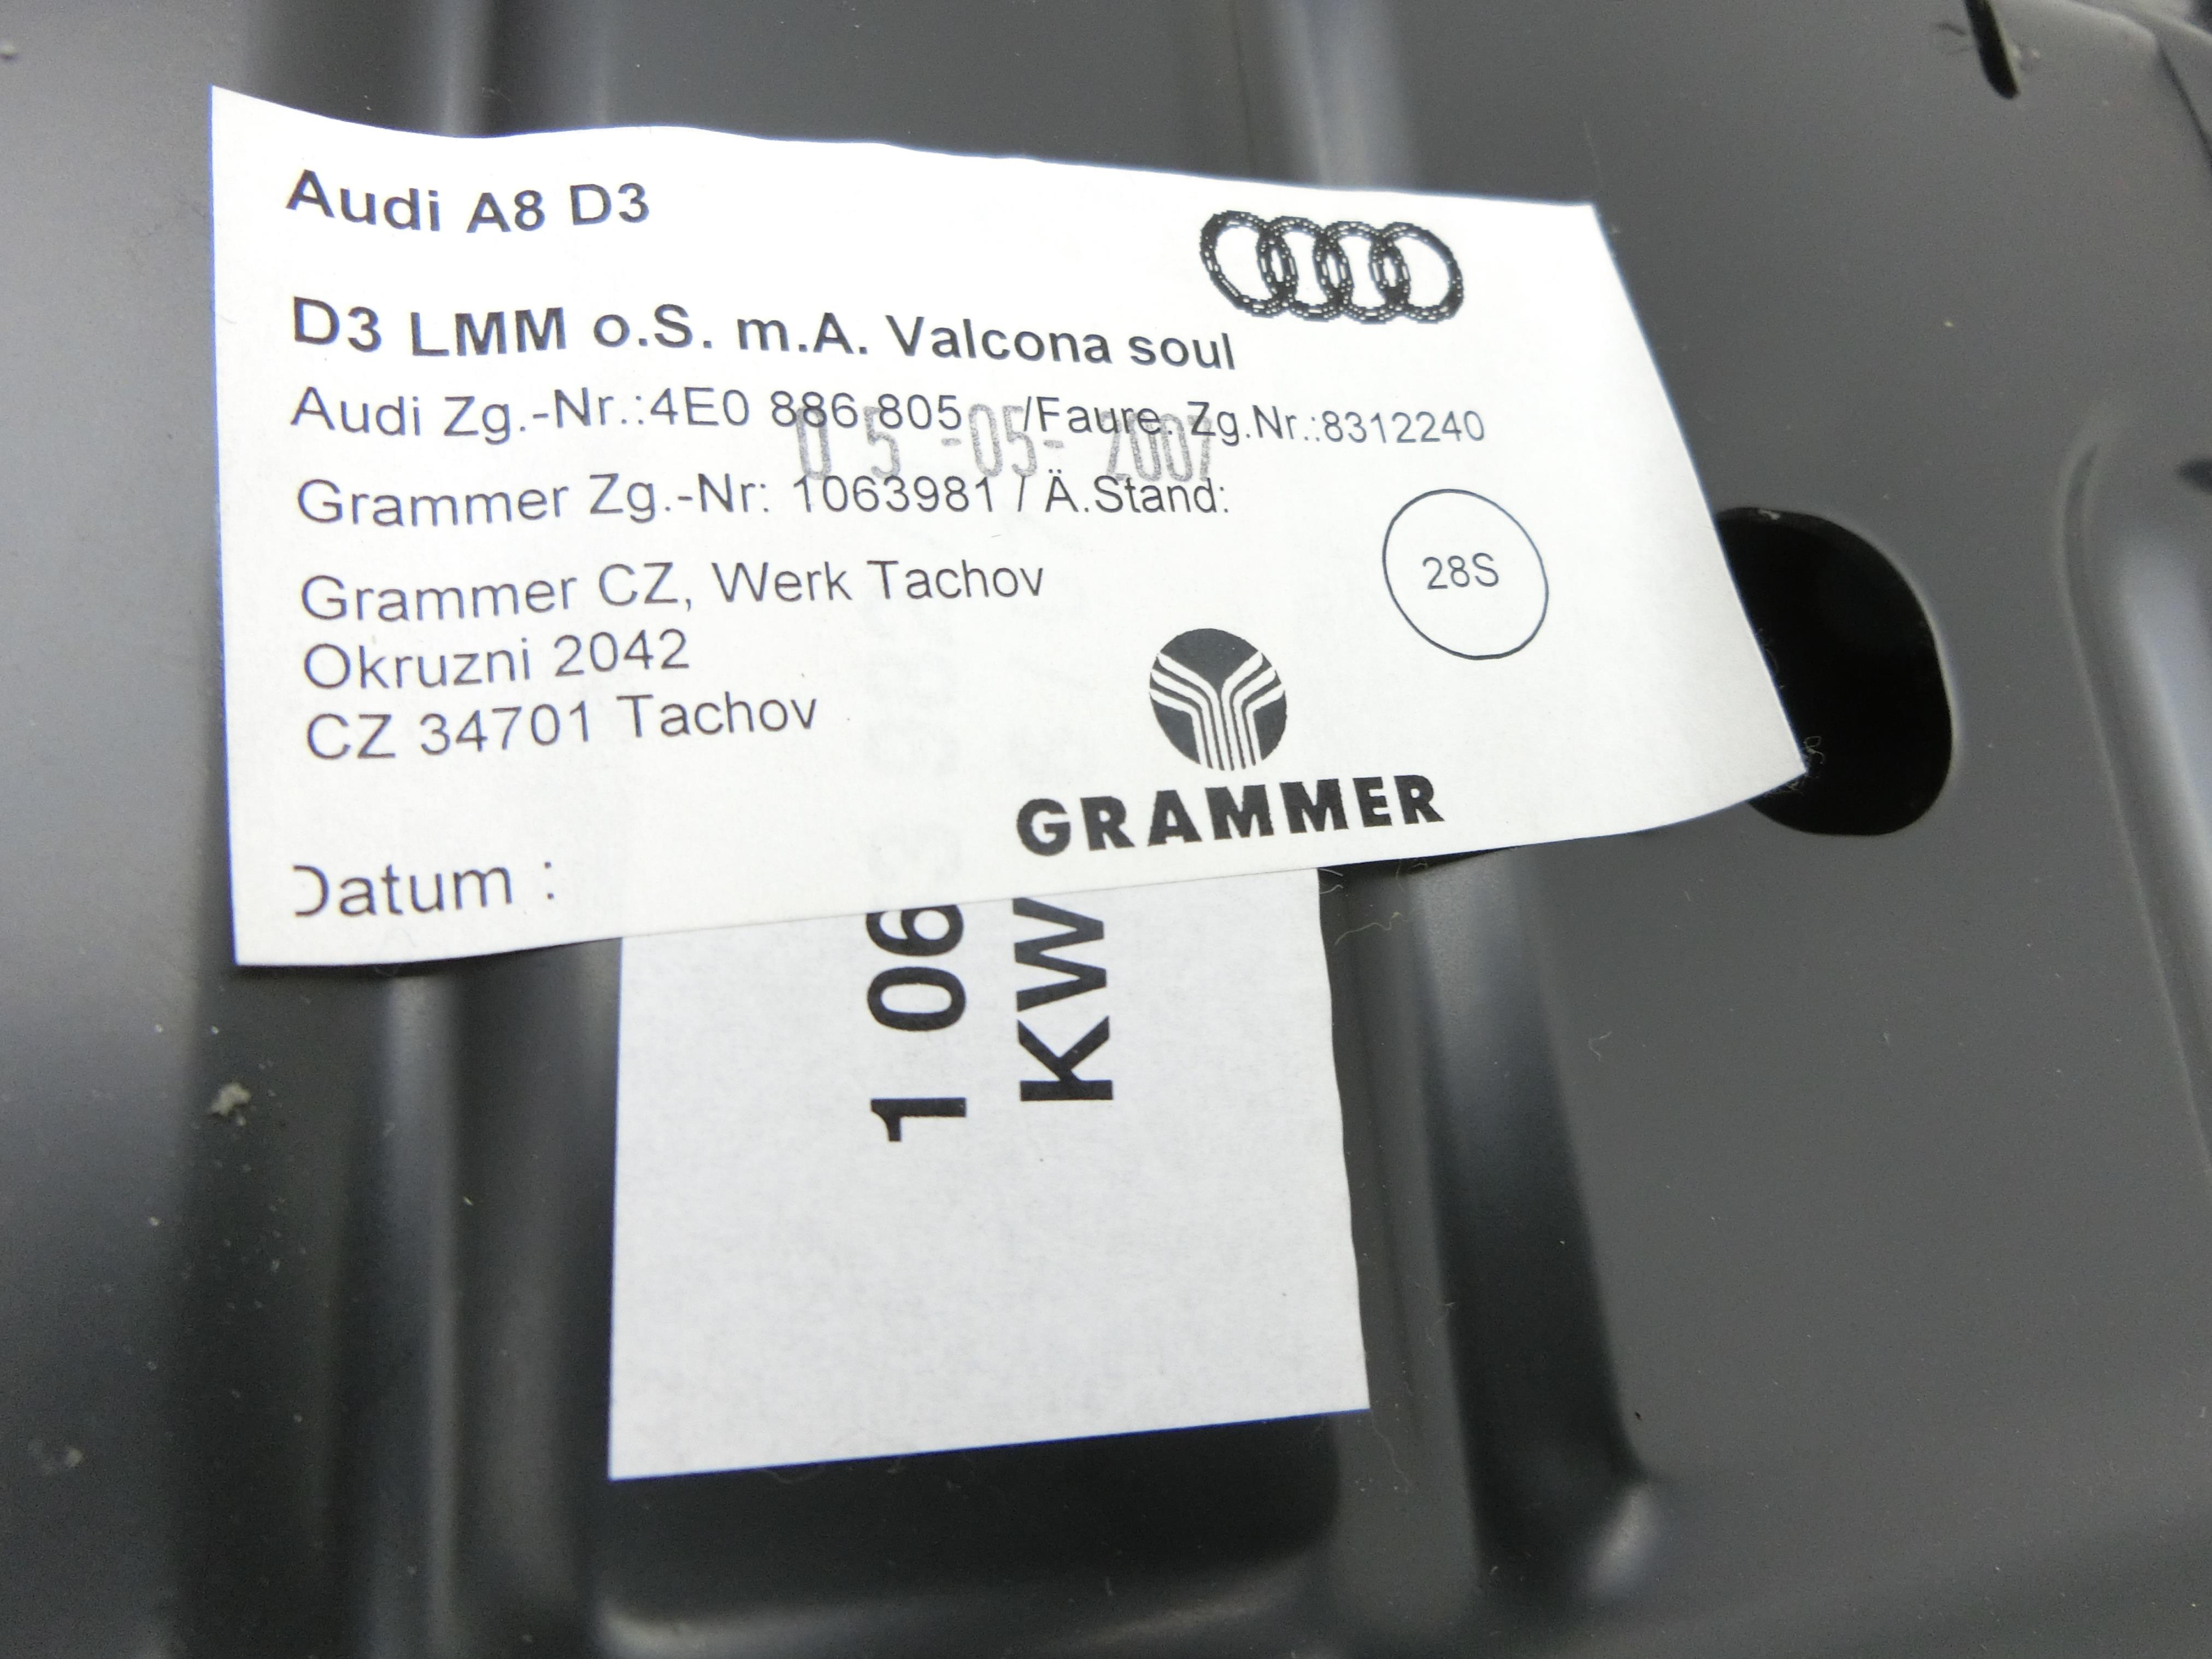 Audi A8 D3
D3 LMM o.S. m.A. Valcona soul
Audi Zg.-Nr.:4E0 886 805 /Faure. Zg.Nr.:8312240
05 -05- 2007
Grammer Zg.-Nr: 1063981 / Ä.Stand:
28S
Grammer CZ, Werk Tachov
Okruzni 2042
CZ 34701 Tachov
GRAMMER
Datum :
1 06
KW